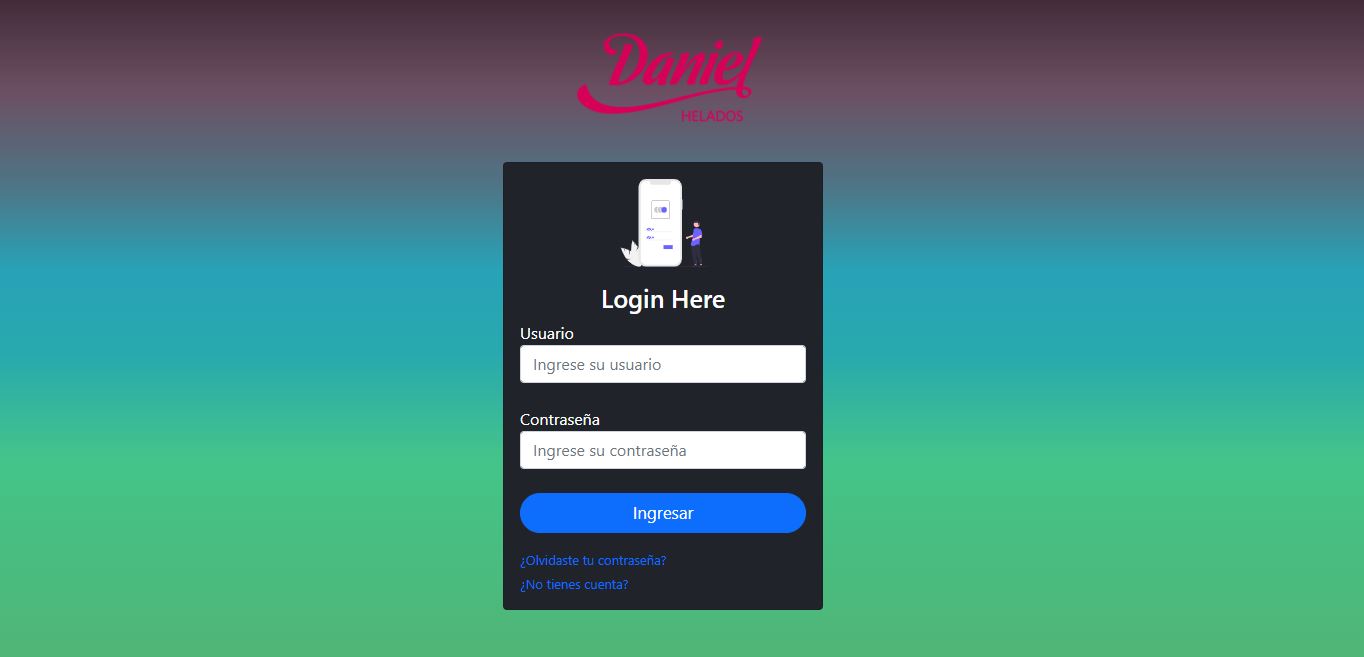 Daniel
HELADOS
Login Here
Usuario
Ingrese su usuario
Contraseña
Ingrese su contraseña
Ingresar
¿Olvidaste tu contraseña?
¿No tienes cuenta?